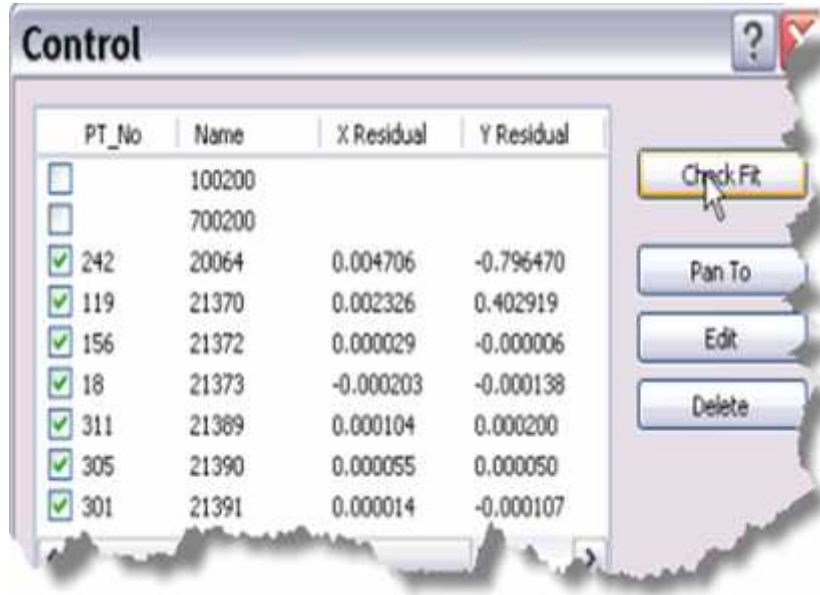 Control ?
PT_No Name X Residual Y Residual
100200
700200
242 20064 0.004706 -0.796470
119 21370 0.002326 0.402919
156 21372 0.000029 -0.000006
18 21373 -0.000203 -0.000138
311 21389 0.000104 0.000200
305 21390 0.000055 0.000050
301 21391 0.000014 -0.000107
Check Fit
Pan To
Edit
Delete